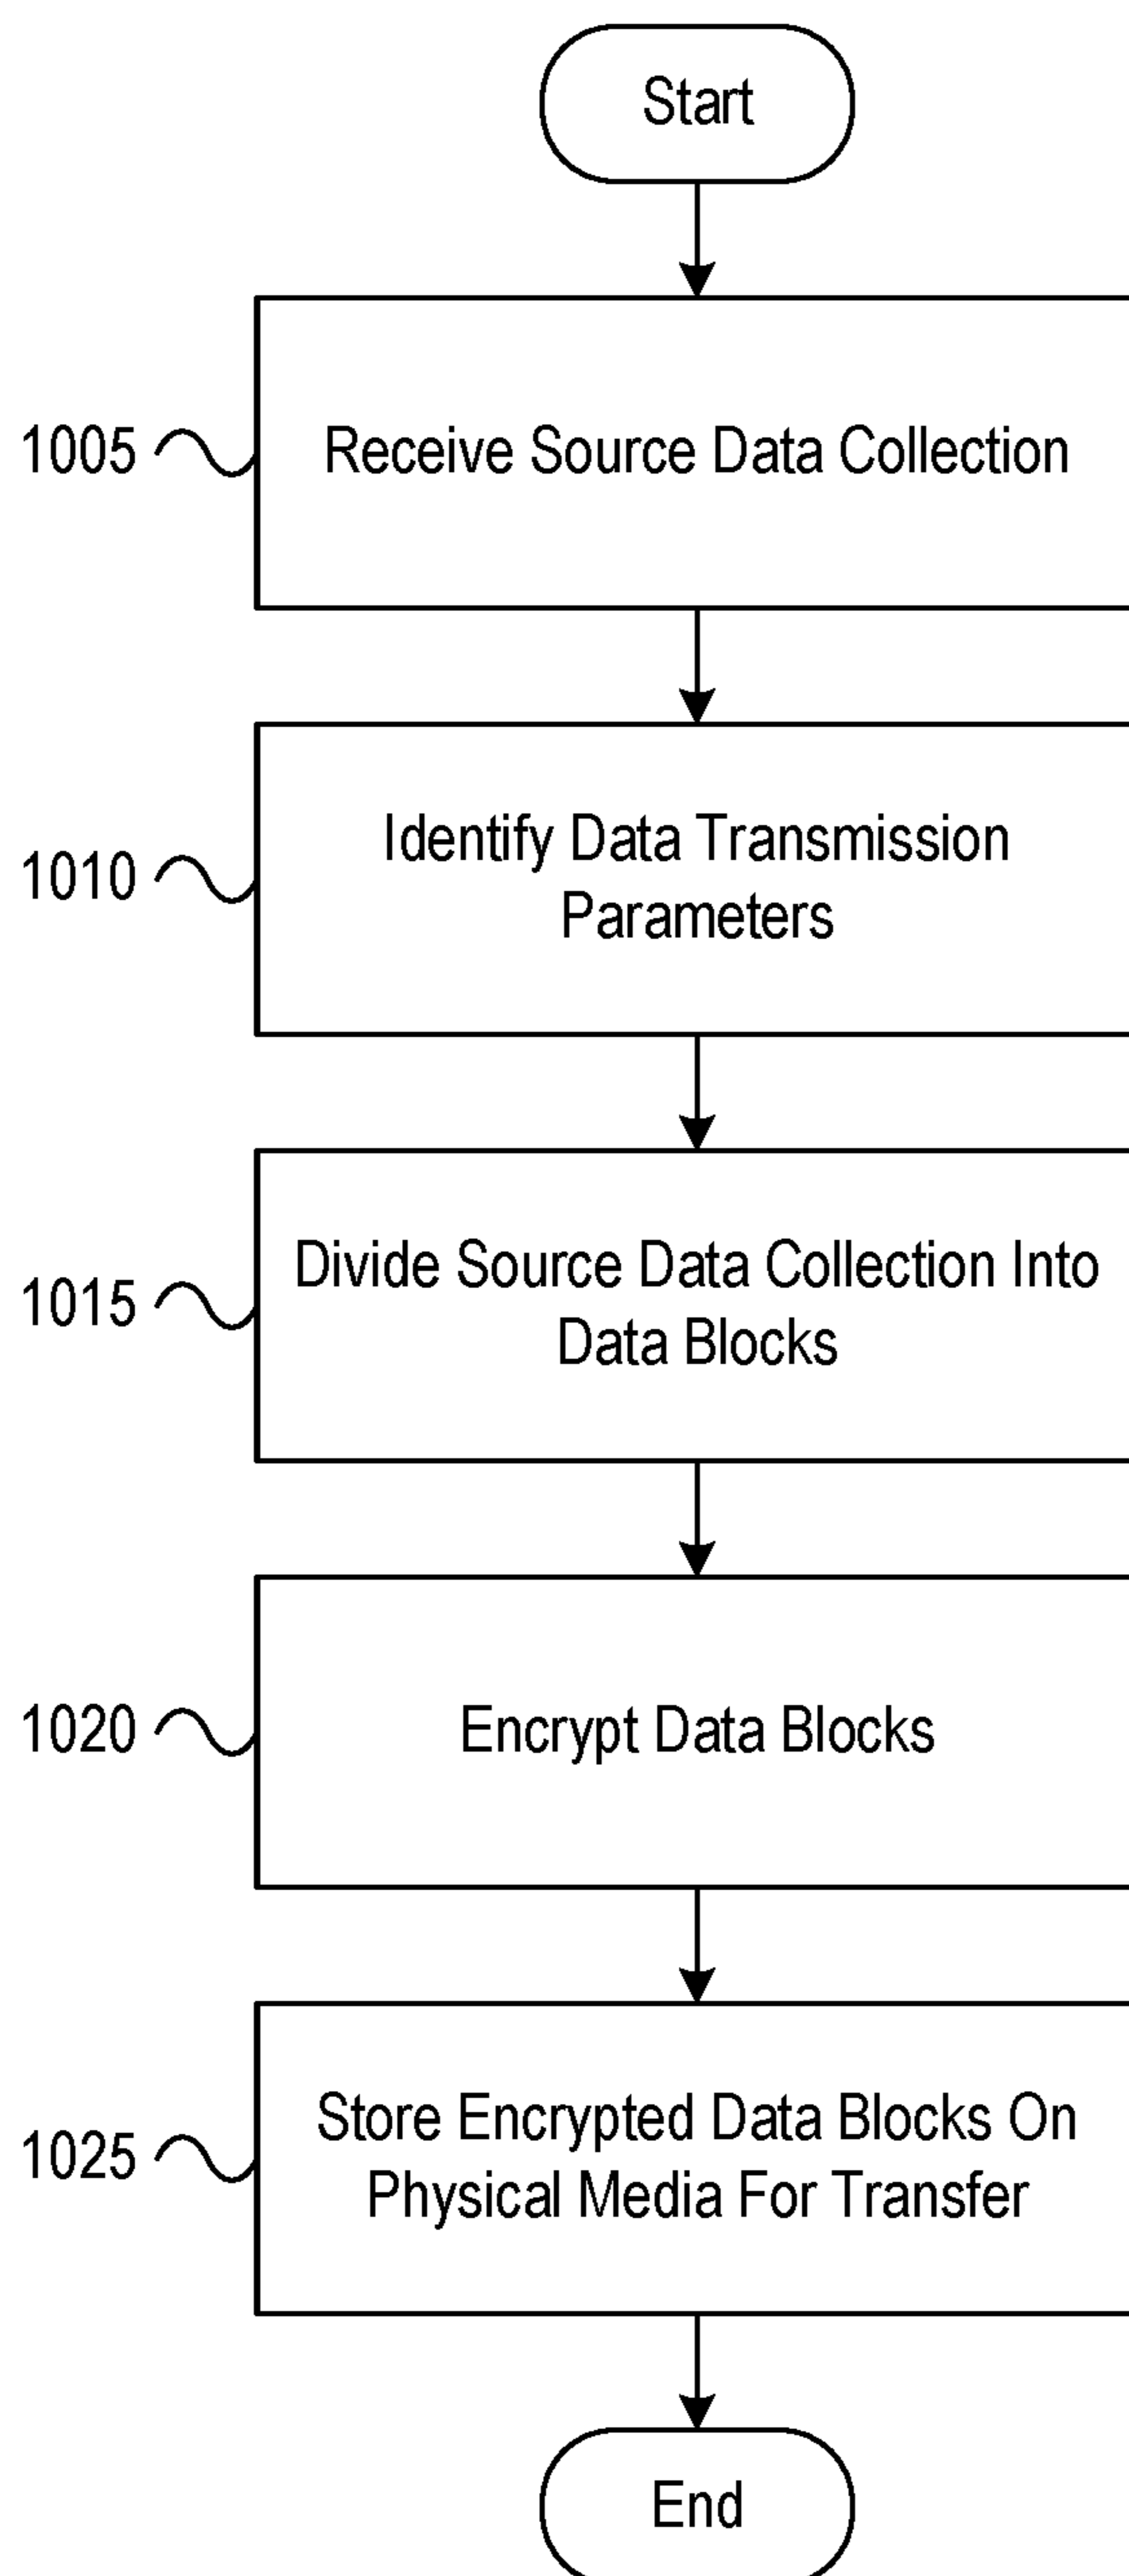 Start
1005
Receive Source Data Collection
1010
Identify Data Transmission
Parameters
1015
Divide Source Data Collection Into
Data Blocks
1020
Encrypt Data Blocks
1025
Store Encrypted Data Blocks On
Physical Media For Transfer
End